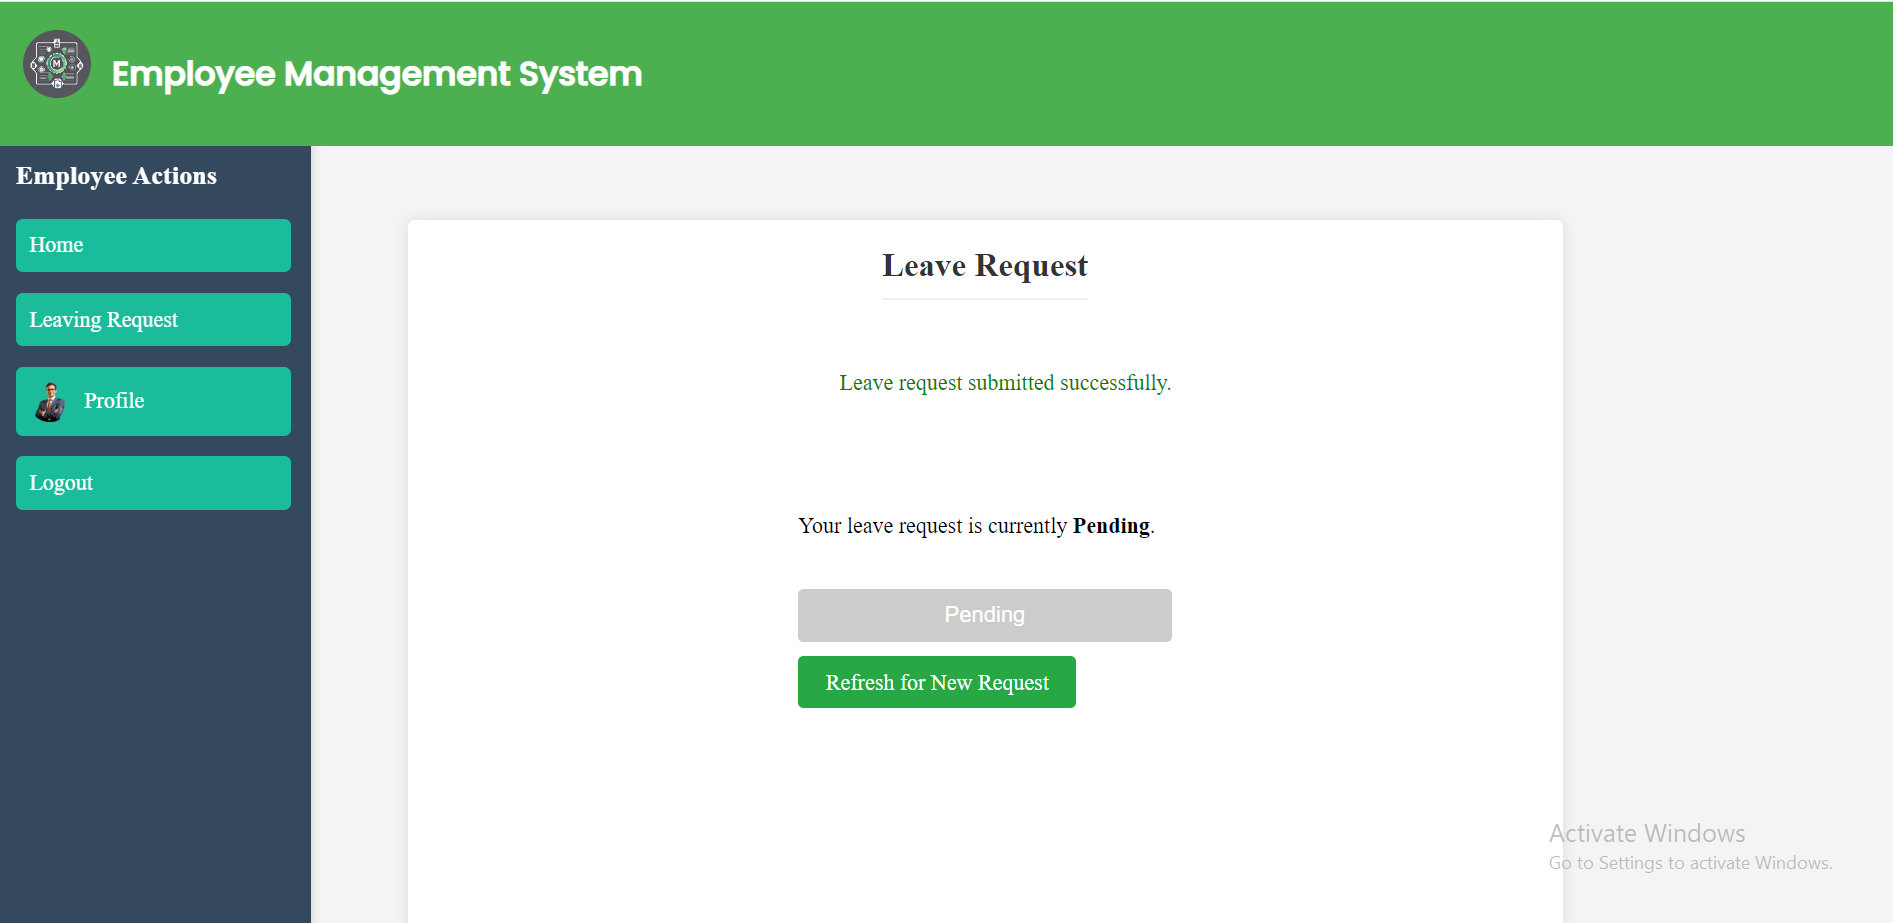 Employee Management System
Employee Actions
Home
Leaving Request
Profile
Logout
Leave Request
Leave request submitted successfully.
Your leave request is currently Pending.
Pending
Refresh for New Request
Activate Windows
Go to Settings to activate Windows.